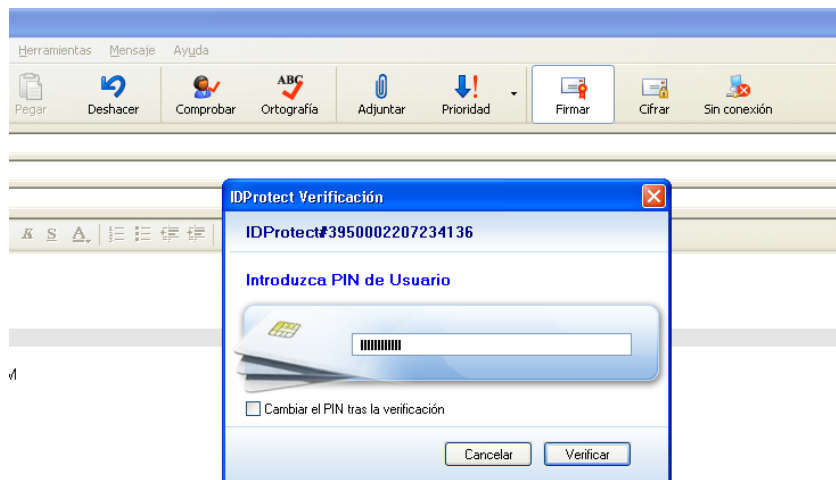 Herramientas Mensaje Ayuda
Pegar Deshacer Comprobar Ortografía Adjuntar Prioridad Firmar Cifrar Sin conexión
ABC
IDProtect Verificación
IDProtect#3950002207234136
K S A
Introduzca PIN de Usuario
M
Cambiar el PIN tras la verificación
Cancelar Verificar